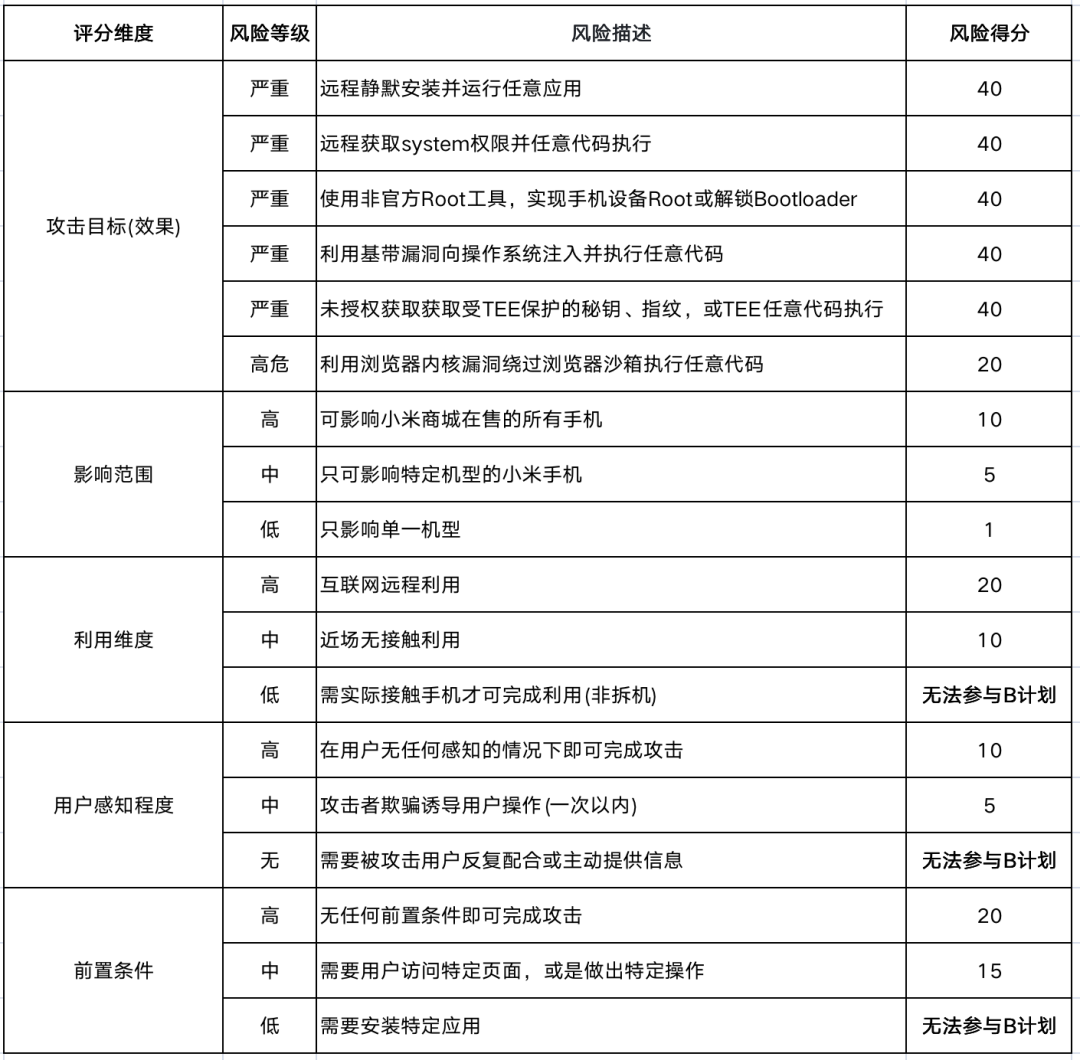 评分维度 风险等级 风险描述 风险得分
严重 远程静默安装并运行任意应用 40
严重 远程获取system权限并任意代码执行 40
严重 使用非官方Root工具，实现手机设备Root或解锁Bootloader 40
攻击目标(效果)
严重 利用基带漏洞向操作系统注入并执行任意代码 40
严重 未授权获取获取受TEE保护的秘钥、指纹，或TEE任意代码执行 40
高危 利用浏览器内核漏洞绕过浏览器沙箱执行任意代码 20
高 可影响小米商城在售的所有手机 10
影响范围 中 只可影响特定机型的小米手机 5
低 只影响单一机型 1
高 互联网远程利用 20
利用维度 中 近场无接触利用 10
低 需实际接触手机才可完成利用(非拆机) 无法参与B计划
高 在用户无任何感知的情况下即可完成攻击 10
用户感知程度 中 攻击者欺骗诱导用户操作(一次以内) 5
无 需要被攻击用户反复配合或主动提供信息 无法参与B计划
高 无任何前置条件即可完成攻击 20
前置条件 中 需要用户访问特定页面，或是做出特定操作 15
低 需要安装特定应用 无法参与B计划